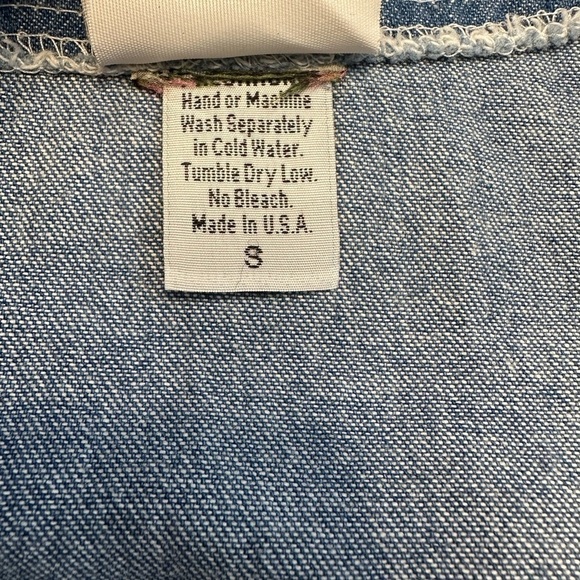 Hand or Machine
Wash Separately
in Cold Water.
Tumble Dry Low.
No Bleach.
Made In U.S.A.
S